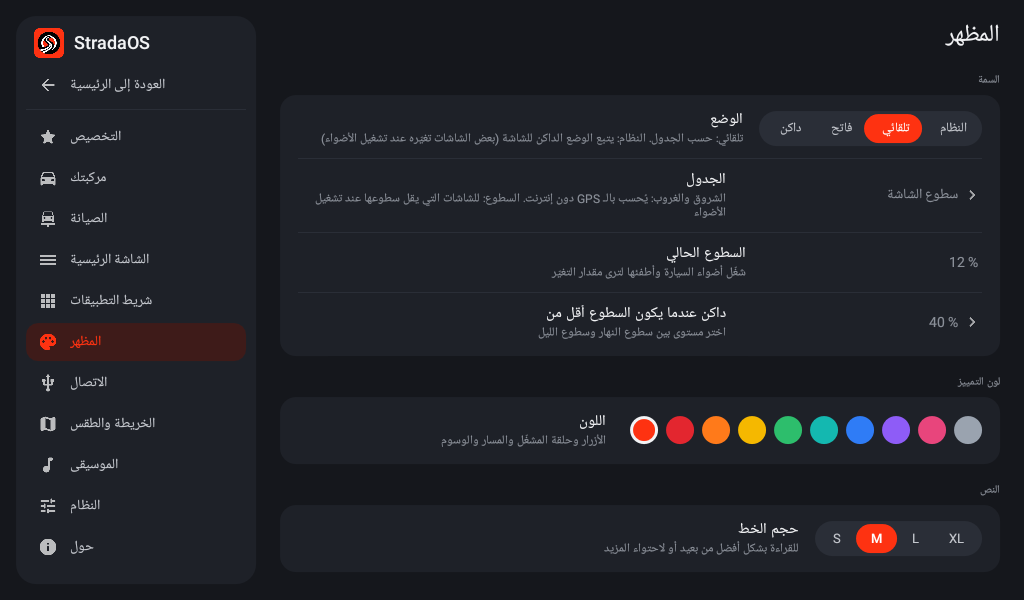 StradaOS
العودة إلى الرئيسية
التخصيص
مركبتك
الصيانة
الشاشة الرئيسية
شريط التطبيقات
المظهر
الاتصال
الخريطة والطقس
الموسيقى
النظام
حول
المظهر
السمة
الوضع
تلقائي: حسب الجدول. النظام: يتبع الوضع الداكن للشاشة (بعض الشاشات تغيّره عند تشغيل الأضواء)
النظام
تلقائي
فاتح
داكن
الجدول
الشروق والغروب: يُحسب بالـ GPS دون إنترنت. السطوع: للشاشات التي يقل سطوعها عند تشغيل
الأضواء
سطوع الشاشة
السطوع الحالي
شغّل أضواء السيارة وأطفئها لترى مقدار التغيّر
12 %
داكن عندما يكون السطوع أقل من
اختر مستوى بين سطوع النهار وسطوع الليل
40 %
لون التمييز
اللون
الأزرار وحلقة المشغّل والمسار والوسوم
النص
حجم الخط
للقراءة بشكل أفضل من بعيد أو لاحتواء المزيد
S
M
L
XL